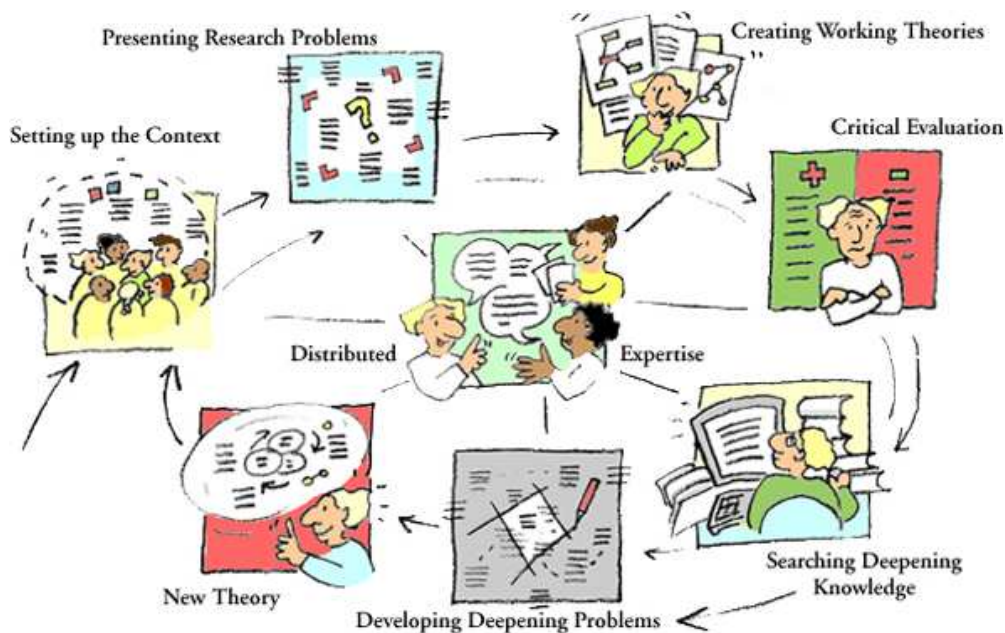 Presenting Research Problems
Creating Working Theories
Setting up the Context
Critical Evaluation
Distributed
Expertise
Searching Deepening
Knowledge
New Theory
Developing Deepening Problems